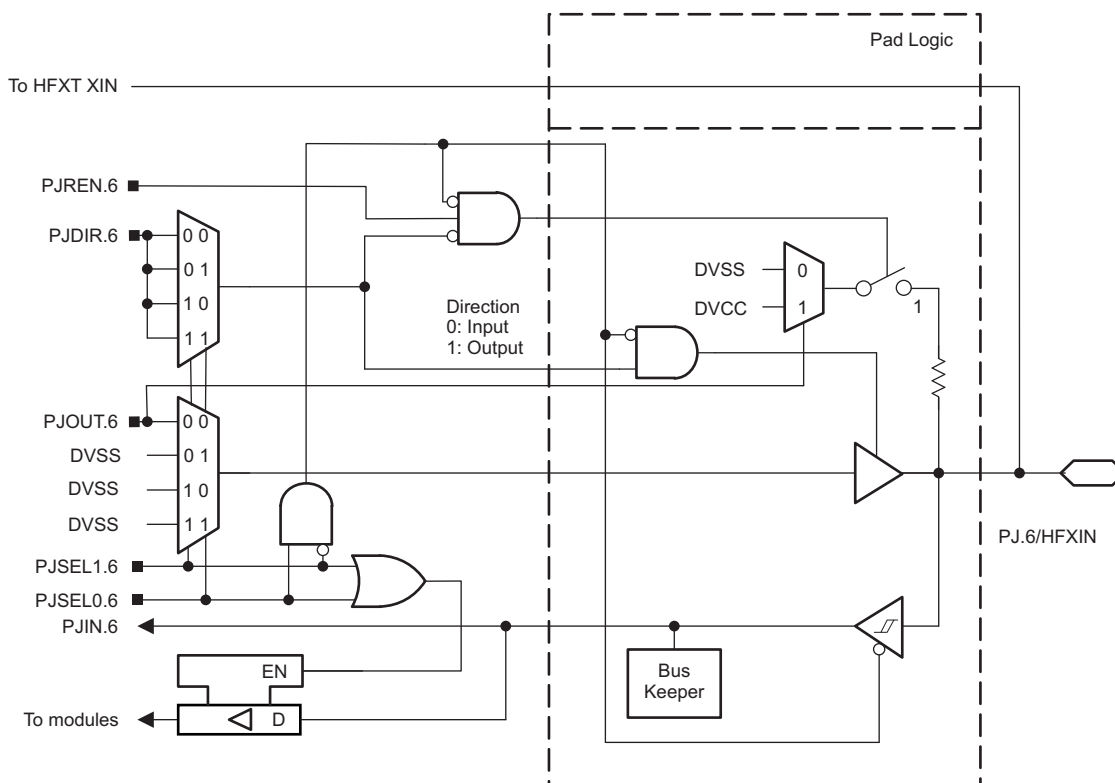 Pad Logic
To HFXT XIN
PJREN.6
PJDIR.6
0 0
0 1
1 0
1 1
DVSS
0
DVCC
1
1
Direction
0: Input
1: Output
PJOUT.6
0 0
DVSS
0 1
DVSS
1 0
DVSS
1 1
PJ.6/HFXIN
PJSEL1.6
PJSEL0.6
PJIN.6
EN
Bus
Keeper
To modules
D